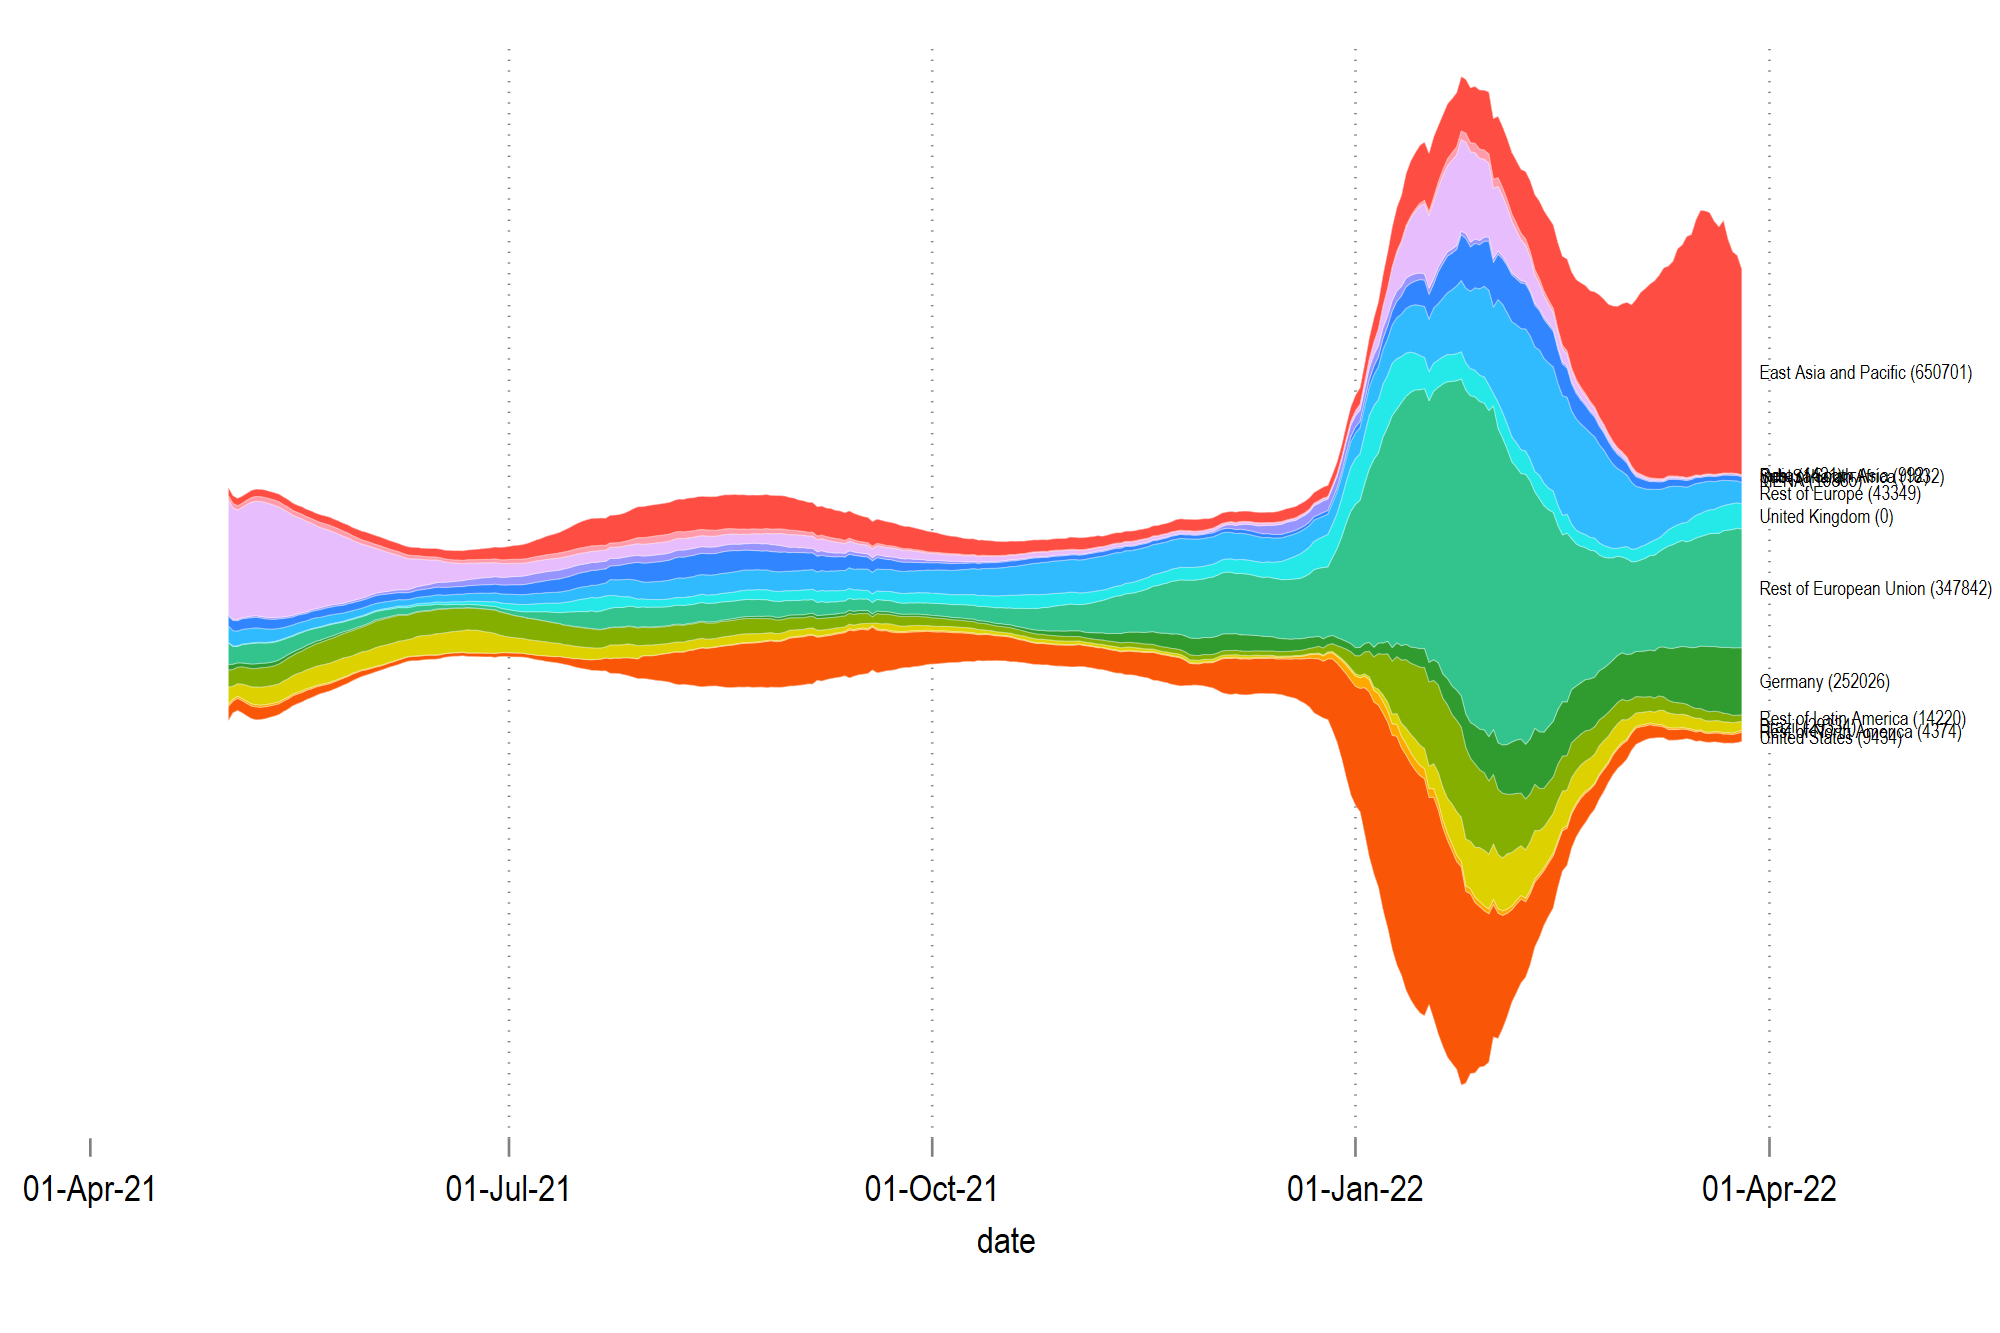 East Asia and Pacific (650701)
Rest of Europe (43349)
United Kingdom (0)
Rest of European Union (347842)
Germany (252026)
Rest of Latin America (14220)
America (4374)
United States
01-Apr-21
01-Jul-21
01-Oct-21
01-Jan-22
01-Apr-22
date